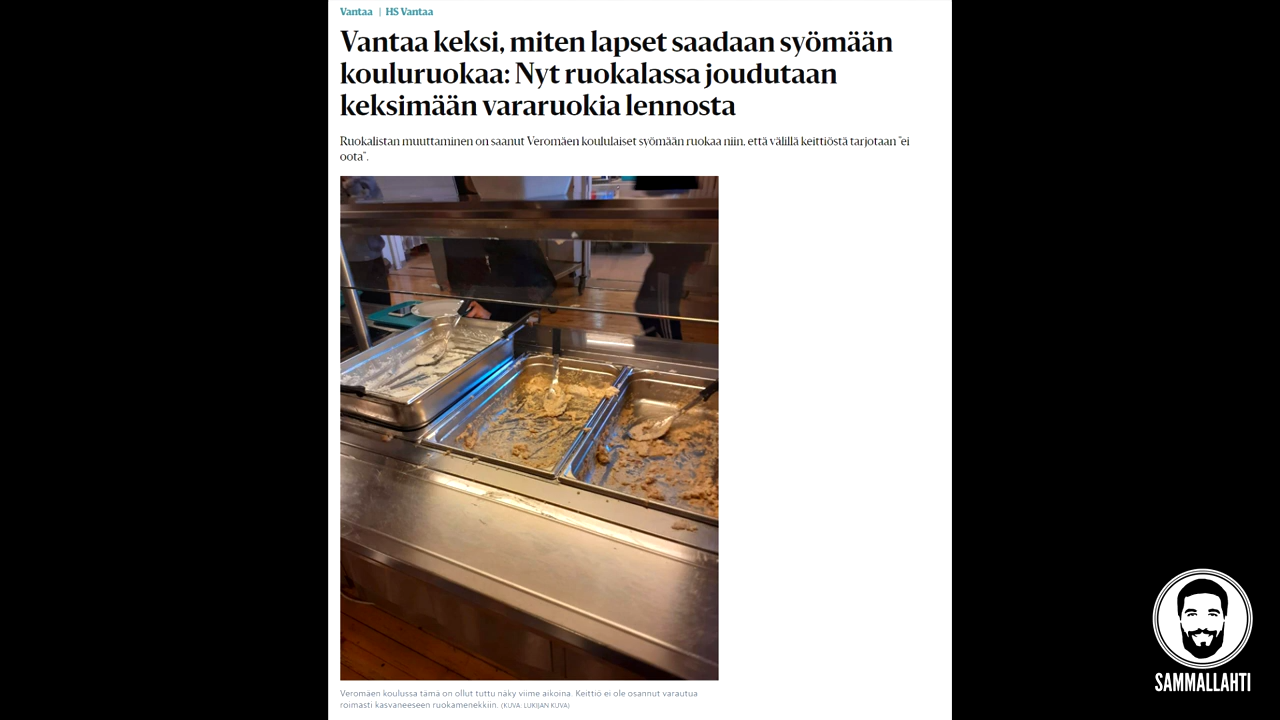 Vantaa | HS Vantaa
Vantaa keksi, miten lapset saadaan syömään
kouluruokaa: Nyt ruokalassa joudutaan
keksimään vararuokia lennosta
Ruokalistan muuttaminen on saanut Veromäen koululaiset syömään ruokaa niin, että välillä keittiöstä tarjotaan "ei
oota".
Veromäen koulussa tämä on ollut tuttu näky viime aikoina. Keittiö ei ole osannut varautua
roimasti kasvaneeseen ruokamenekkiin. (KUVA: LUKIJAN KUVA)
SAMMALLAHTI